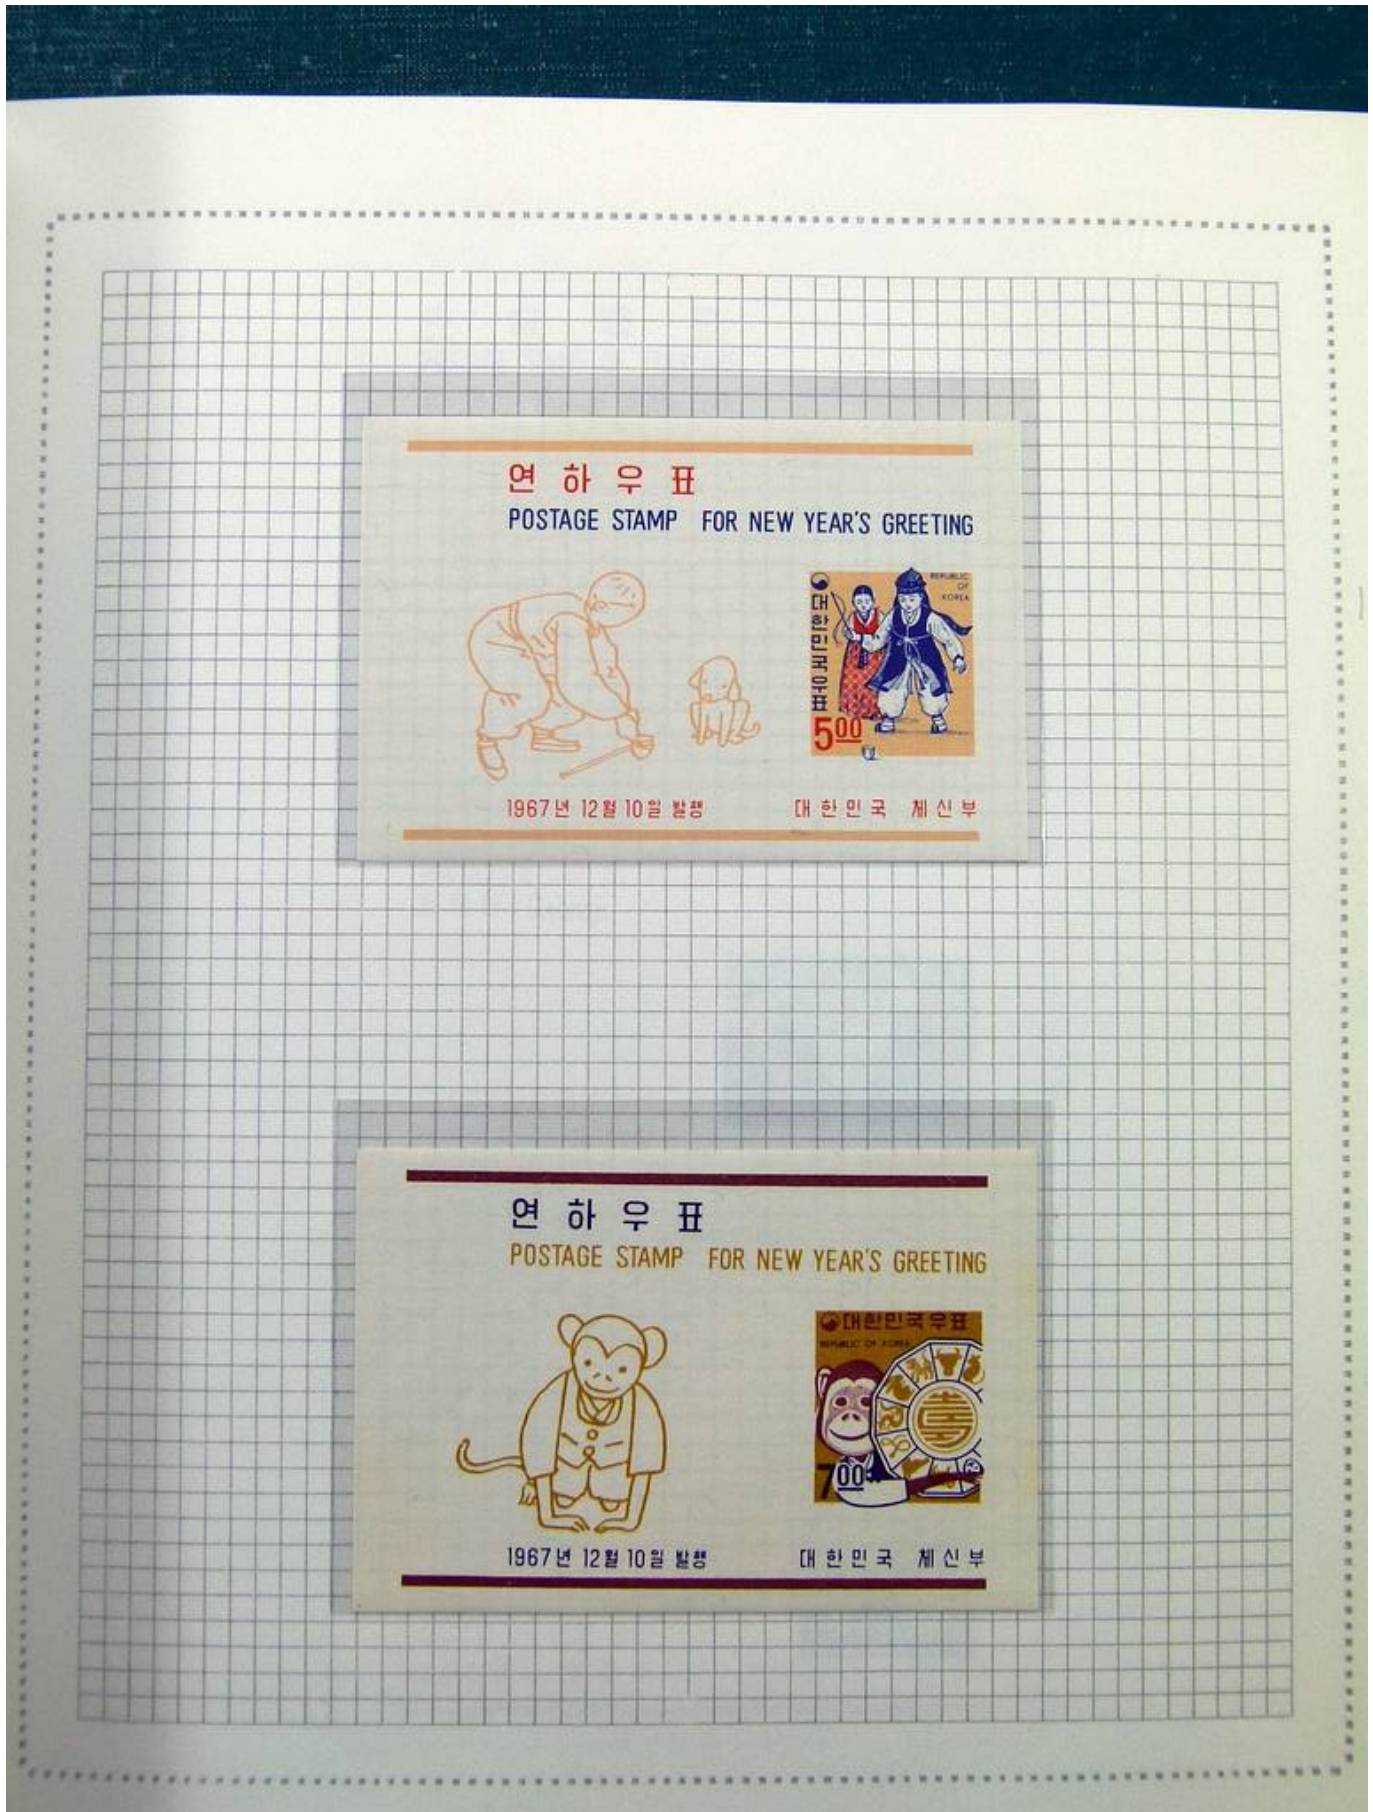 연하우표
POSTAGE STAMP FOR NEW YEAR'S GREETING
REPUBLIC
OF
KOREA
대한민국우표
500
1967년 12월 10일 발행
대한민국 체신부
연하우표
POSTAGE STAMP FOR NEW YEAR'S GREETING
대한민국우표
REPUBLIC OF KOREA
700
1967년 12월 10일 발행
대한민국 체신부